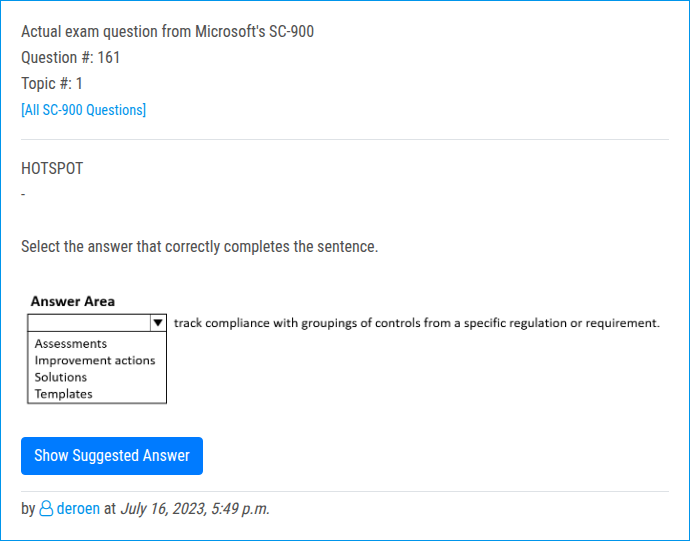 Actual exam question from Microsoft's SC-900
Question #: 161
Topic #: 1
[All SC-900 Questions]
HOTSPOT
-
Select the answer that correctly completes the sentence.
Answer Area
track compliance with groupings of controls from a specific regulation or requirement.
Assessments
Improvement actions
Solutions
Templates
Show Suggested Answer
by deroen at July 16, 2023, 5:49 p.m.